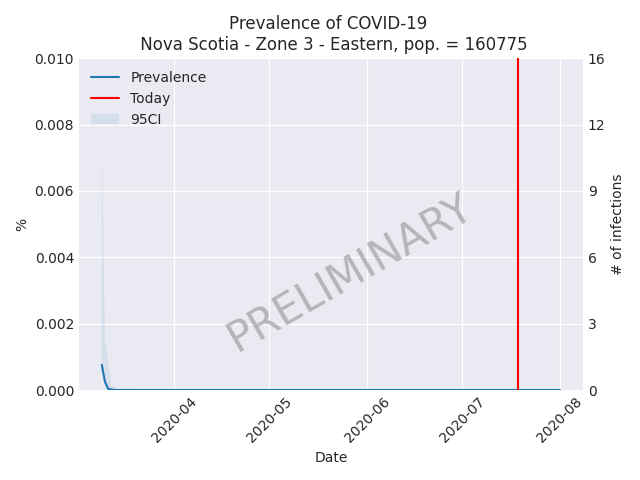 Prevalence of COVID-19
Nova Scotia - Zone 3 - Eastern, pop. = 160775
Prevalence
Today
95CI
%
0.010
0.008
0.006
0.004
0.002
0.000
16
12
9
6
3
0
# of infections
PRELIMINARY
2020-04
2020-05
2020-06
2020-07
2020-08
Date